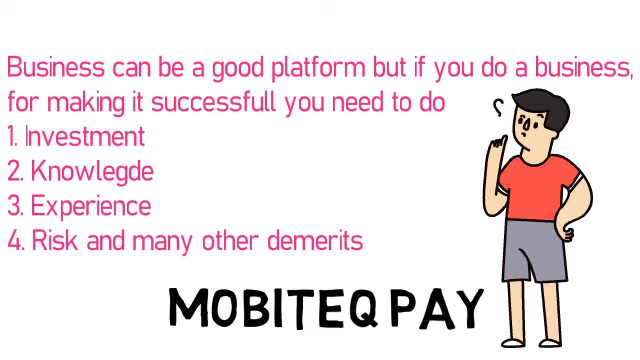 Business can be a good platform but if you do a business,
for making it successfull you need to do
1. Investment
2. Knowlegde
3. Experience
4. Risk and many other demerits
MOBITEQ PAY